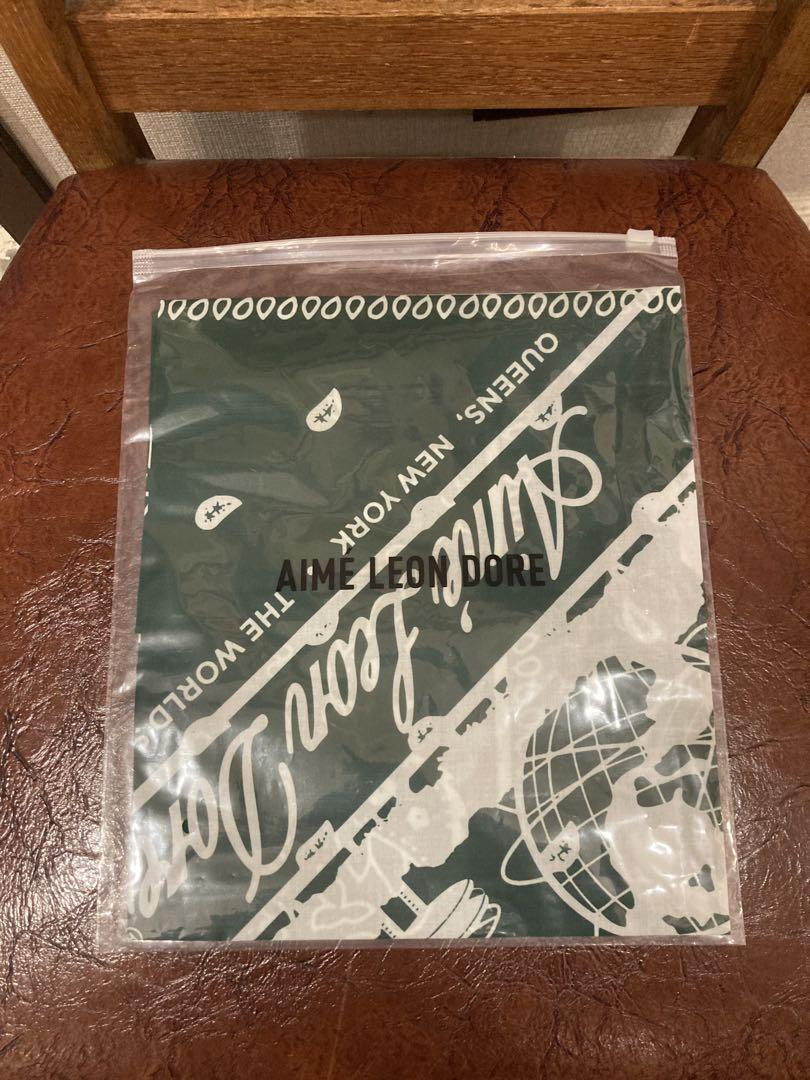 QUEENS, NEW YORK
THE WORLD'S
Aimé Leon Dore
AIMÉ LEON DORE